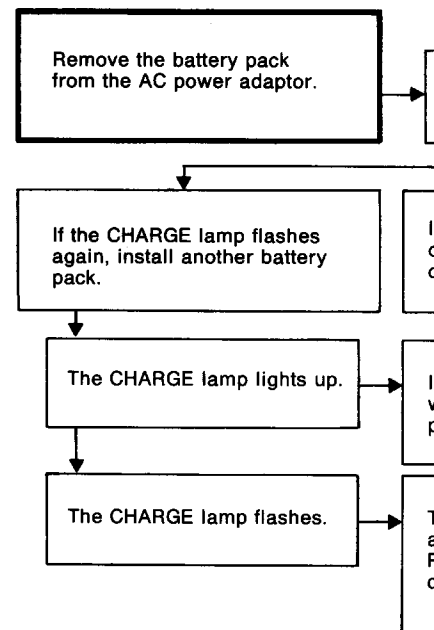 Remove the battery pack
from the AC power adaptor.
If the CHARGE lamp flashes
again, install another battery
pack.
The CHARGE lamp lights up.
The CHARGE lamp flashes.